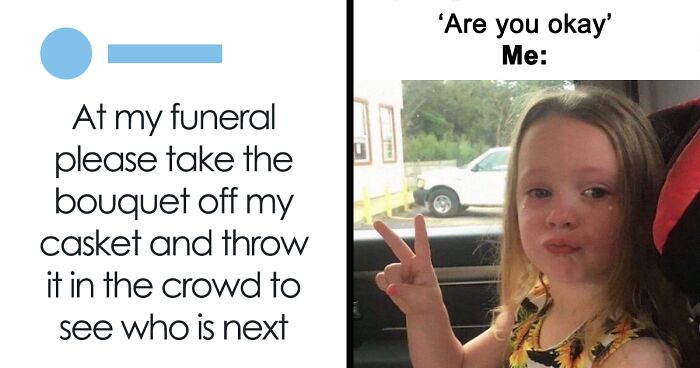 At my funeral
please take the
bouquet off my
casket and throw
it in the crowd to
see who is next
‘Are you okay’
Me: